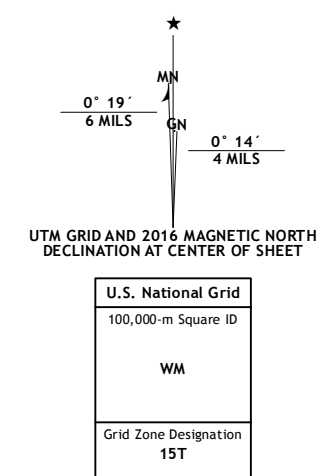 ★
MN
0° 19´
6 MILS
GN
0° 14´
4 MILS
UTM GRID AND 2016 MAGNETIC NORTH
DECLINATION AT CENTER OF SHEET
U.S. National Grid
100,000-m Square ID
WM
Grid Zone Designation
15T